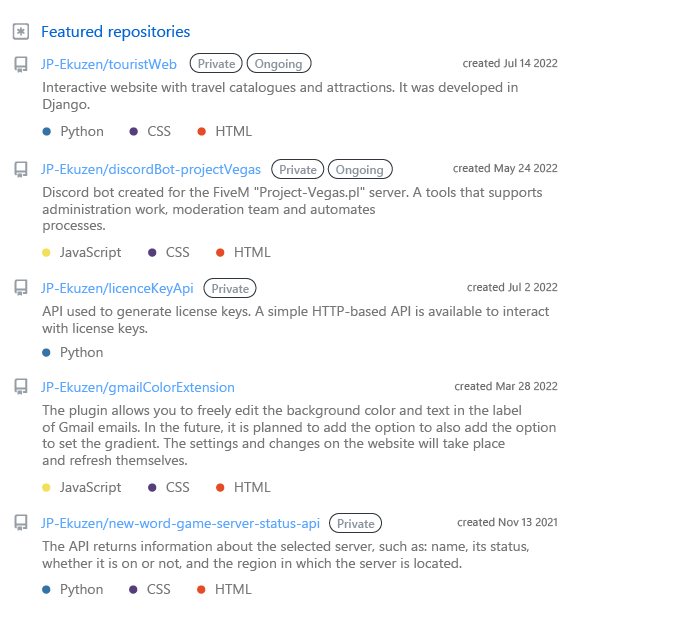 Featured repositories
JP-Ekuzen/touristWeb Private Ongoing created Jul 14 2022
Interactive website with travel catalogues and attractions. It was developed in
Django.
Python CSS HTML
JP-Ekuzen/discordBot-projectVegas Private Ongoing created May 24 2022
Discord bot created for the FiveM "Project-Vegas.pl" server. A tools that supports
administration work, moderation team and automates
processes.
JavaScript CSS HTML
JP-Ekuzen/licenceKeyApi Private created Jul 2 2022
API used to generate license keys. A simple HTTP-based API is available to interact
with license keys.
Python
JP-Ekuzen/gmailColorExtension created Mar 28 2022
The plugin allows you to freely edit the background color and text in the label
of Gmail emails. In the future, it is planned to add the option to also add the option
to set the gradient. The settings and changes on the website will take place
and refresh themselves.
JavaScript CSS HTML
JP-Ekuzen/new-word-game-server-status-api Private created Nov 13 2021
The API returns information about the selected server, such as: name, its status,
whether it is on or not, and the region in which the server is located.
Python CSS HTML